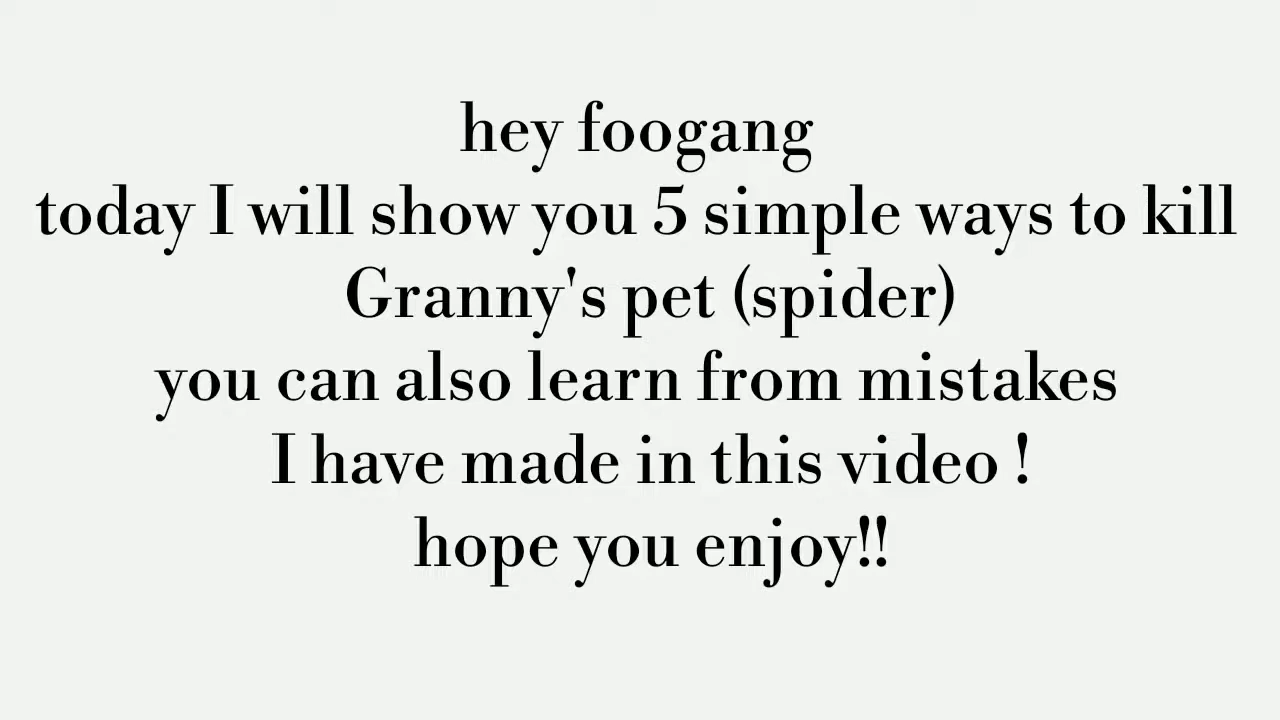 hey foogang
today I will show you 5 simple ways to kill
Granny's pet (spider)
you can also learn from mistakes
I have made in this video !
hope you enjoy!!